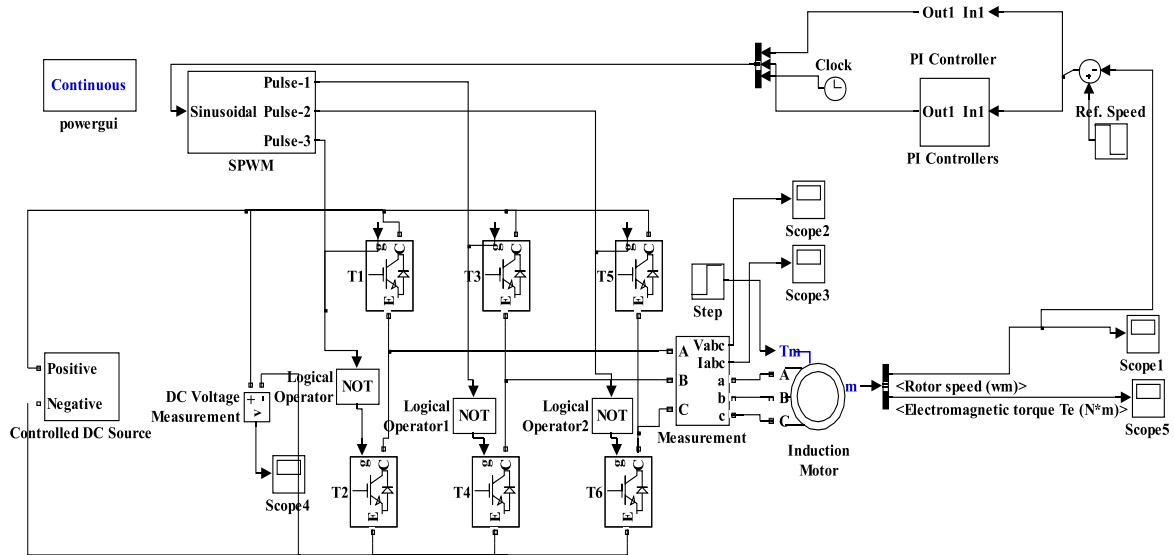 Out1 In1
Continuous
powergui
Sinusoidal
Pulse-1
Pulse-2
Pulse-3
SPWM
Clock
PI Controller
Out1 In1
PI Controllers
Ref. Speed
+
-
g C
T1
E
g C
T3
E
g C
T5
E
Scope2
Scope3
Step
Positive
Negative
Controlled DC Source
DC Voltage
Measurement
+ -
v
Scope4
Logical
Operator
NOT
Logical
Operator1
NOT
Logical
Operator2
NOT
g C
T2
E
g C
T4
E
g C
T6
E
A
B
C
Vabc
Iabc
a
b
c
Measurement
Tm
A
B
C
m
Induction
Motor
<Rotor speed (wm)>
<Electromagnetic torque Te (N*m)>
Scope1
Scope5